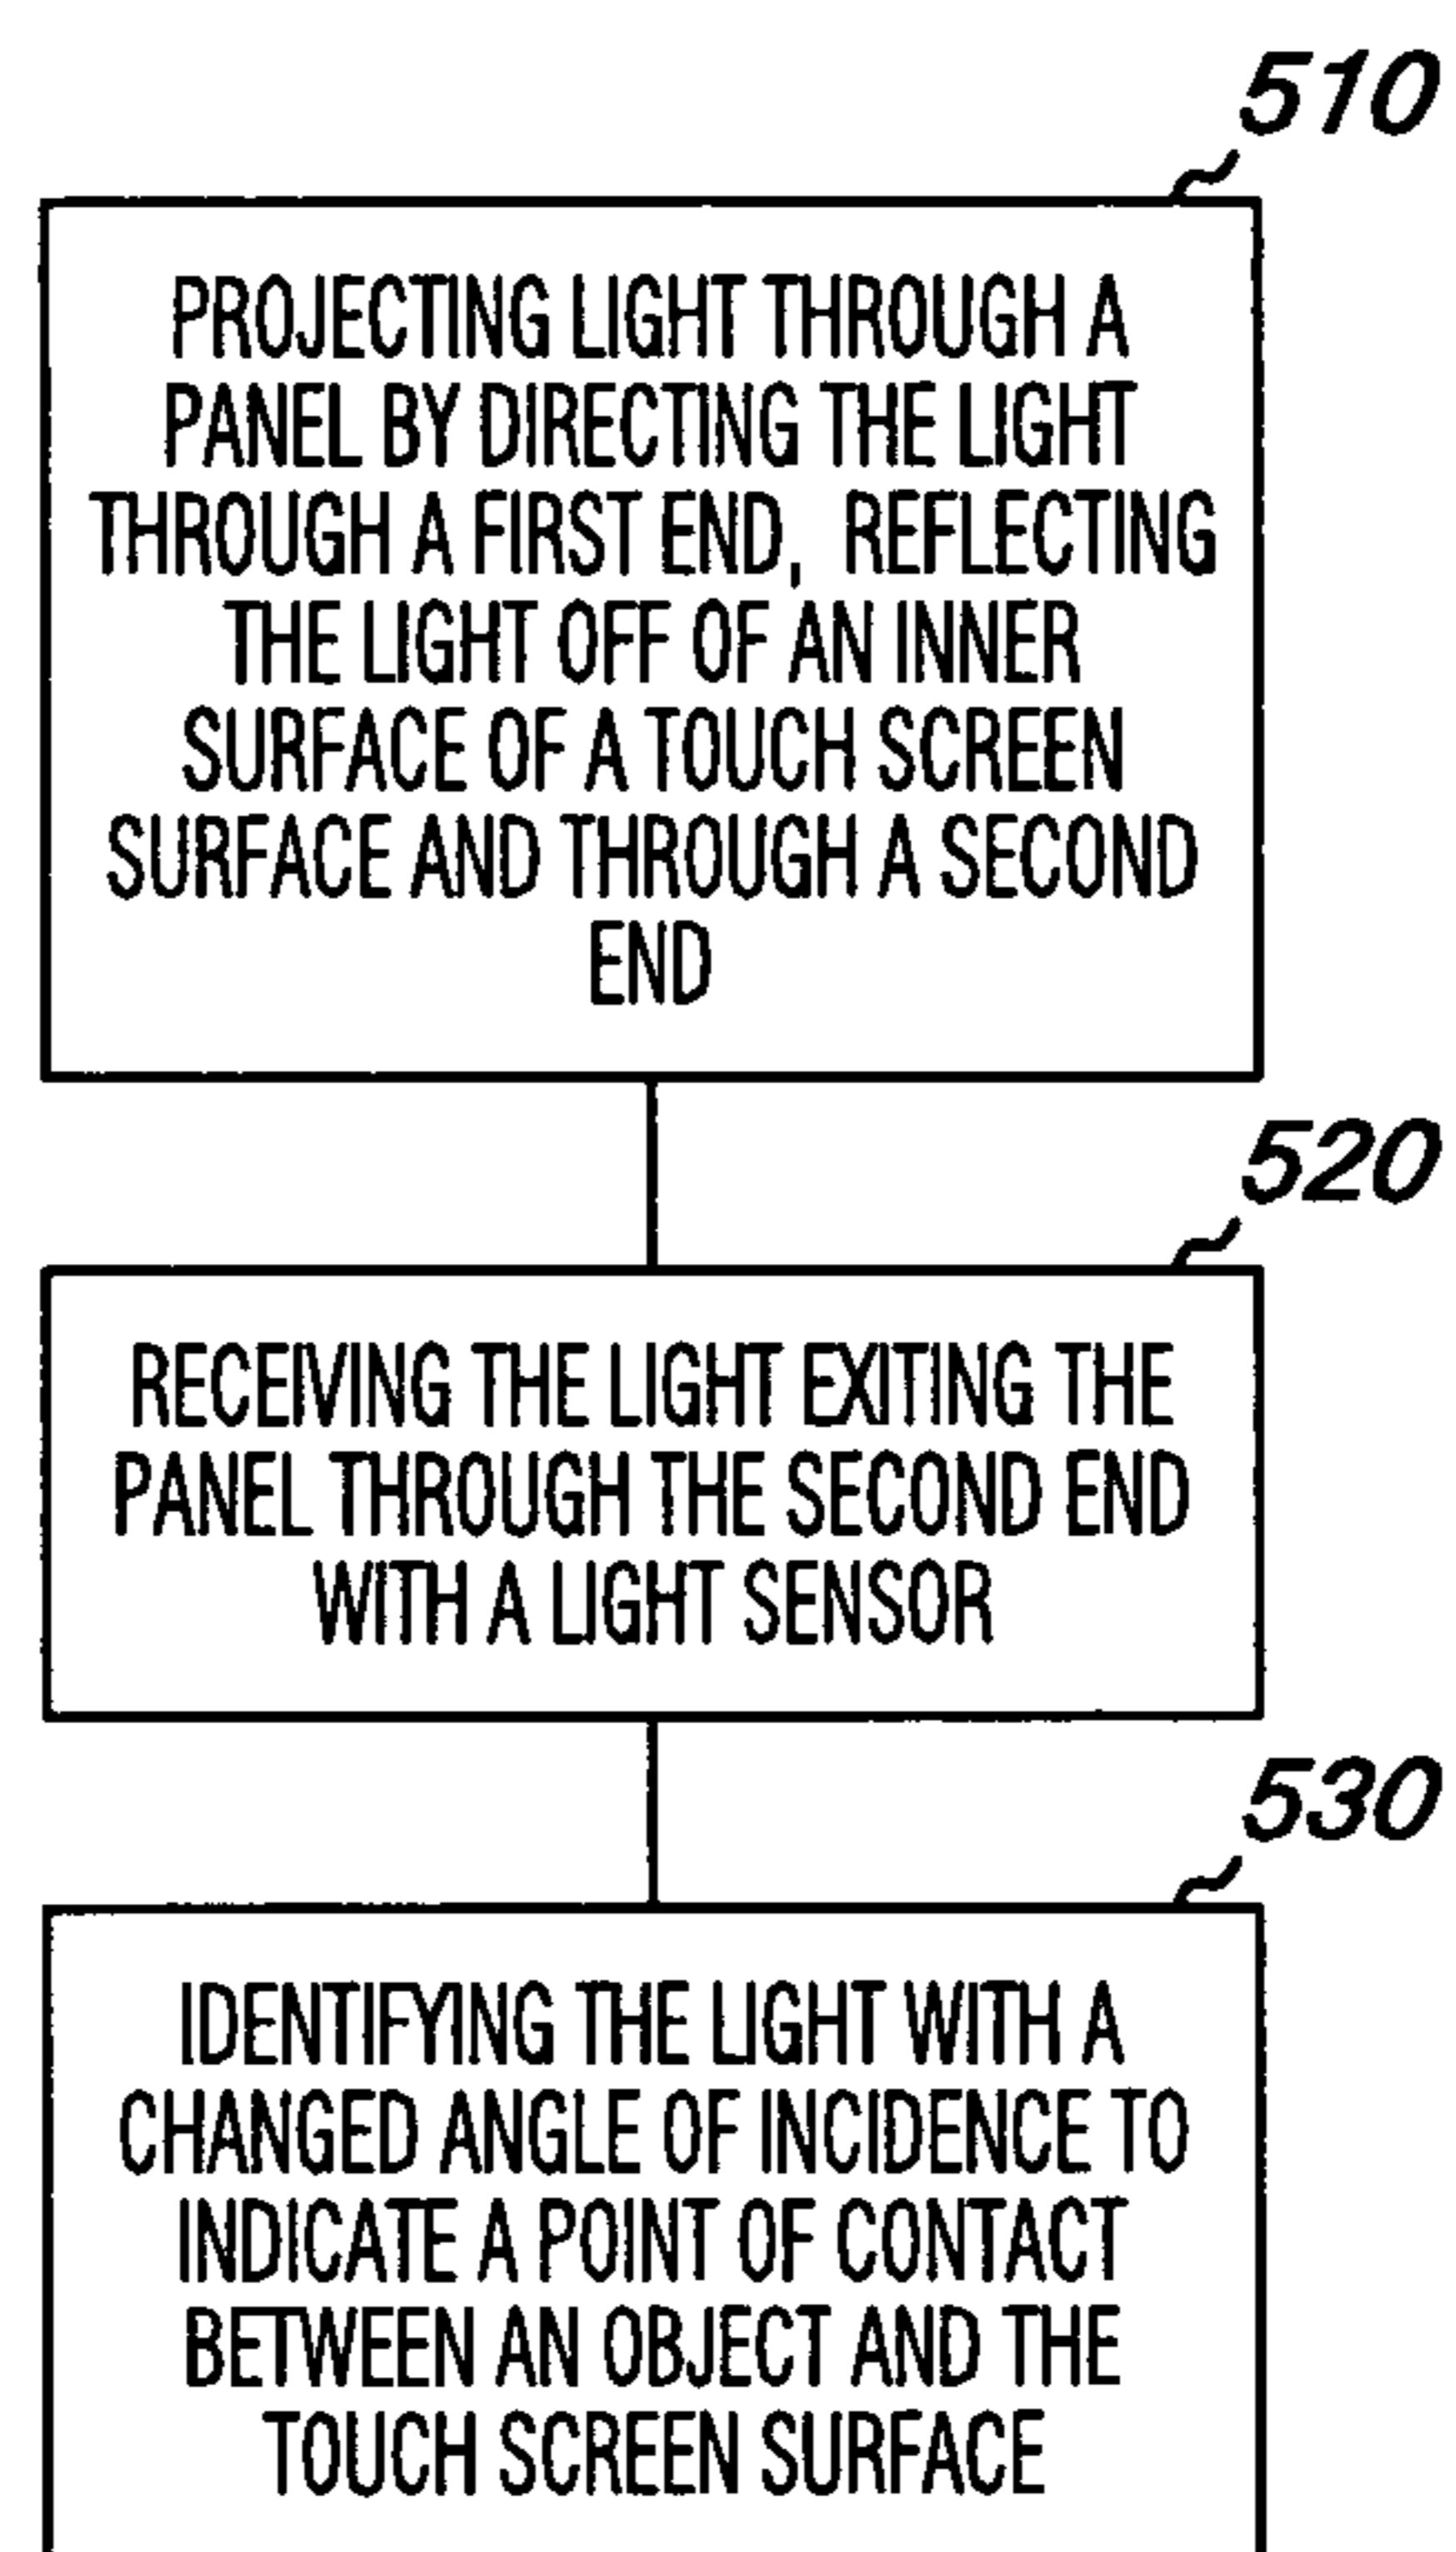 510
PROJECTING LIGHT THROUGH A
PANEL BY DIRECTING THE LIGHT
THROUGH A FIRST END, REFLECTING
THE LIGHT OFF OF AN INNER
SURFACE OF A TOUCH SCREEN
SURFACE AND THROUGH A SECOND
END
520
RECEIVING THE LIGHT EXITING THE
PANEL THROUGH THE SECOND END
WITH A LIGHT SENSOR
530
IDENTIFYING THE LIGHT WITH A
CHANGED ANGLE OF INCIDENCE TO
INDICATE A POINT OF CONTACT
BETWEEN AN OBJECT AND THE
TOUCH SCREEN SURFACE